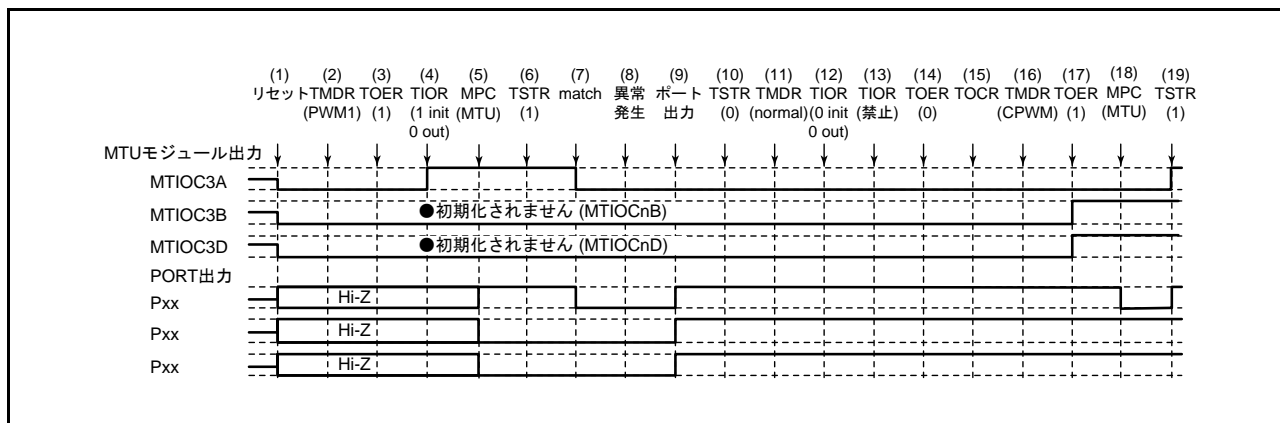 (1) (2) (3) (4) (5) (6) (7) (8) (9) (10) (11) (12) (13) (14) (15) (16) (17) (18) (19)
リセット TMDR TOER TIOR MPC TSTR match 異常 ポート TSTR TMDR TIOR TIOR TOER TOCR TMDR TOER MPC TSTR
(PWM1) (1) (1 init (MTU) (1) 発生 出力 (0) (normal) (0 init (禁止) (0) (CPWM) (1) (MTU) (1)
0 out) 0 out)
MTUモジュール出力
MTIOC3A
MTIOC3B ●初期化されません (MTIOCnB)
MTIOC3D ●初期化されません (MTIOCnD)
PORT出力
Pxx Hi-Z
Pxx Hi-Z
Pxx Hi-Z